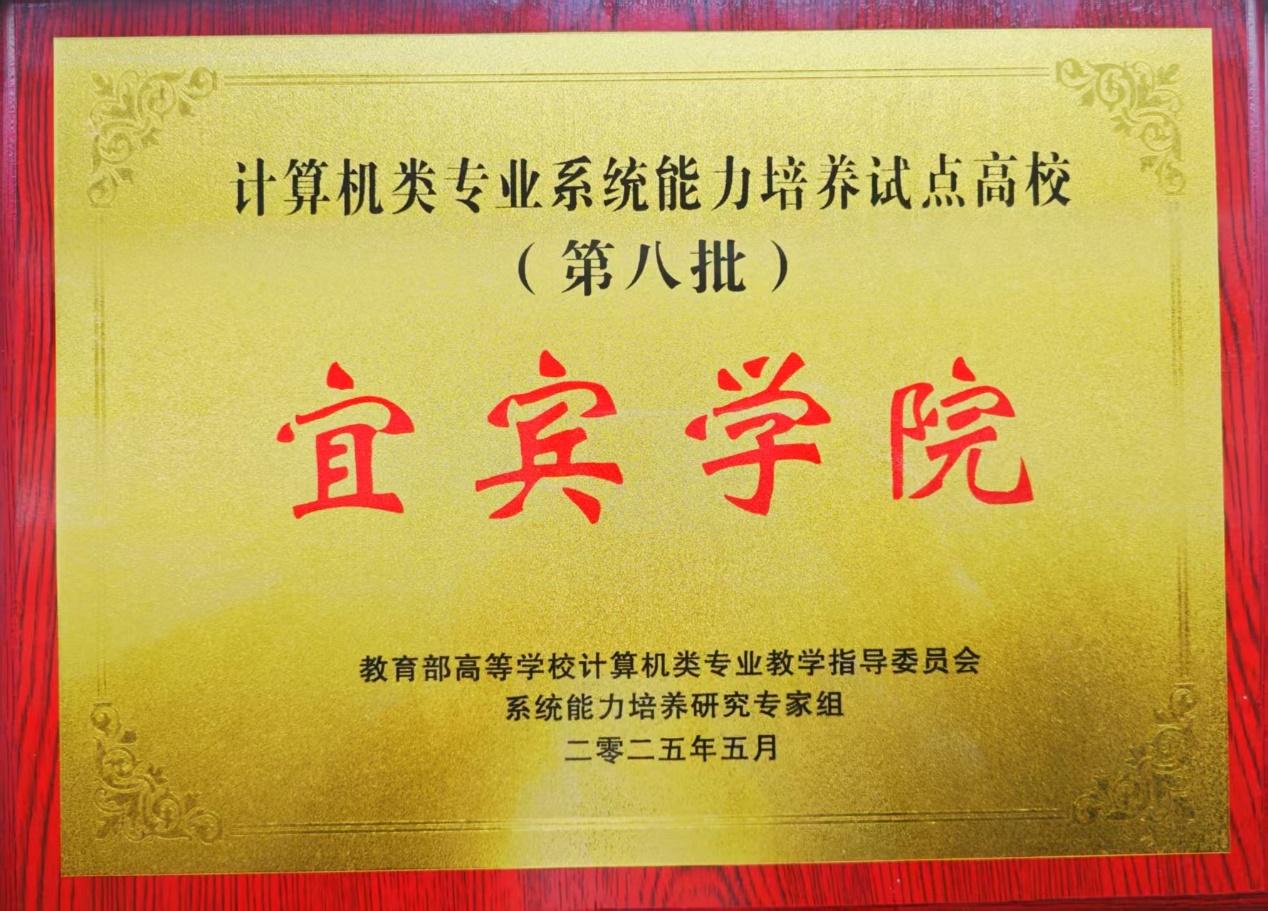 计算机类专业系统能力培养试点高校
（第八批）
宜宾学院
教育部高等学校计算机类专业教学指导委员会
系统能力培养研究专家组
二零二五年五月